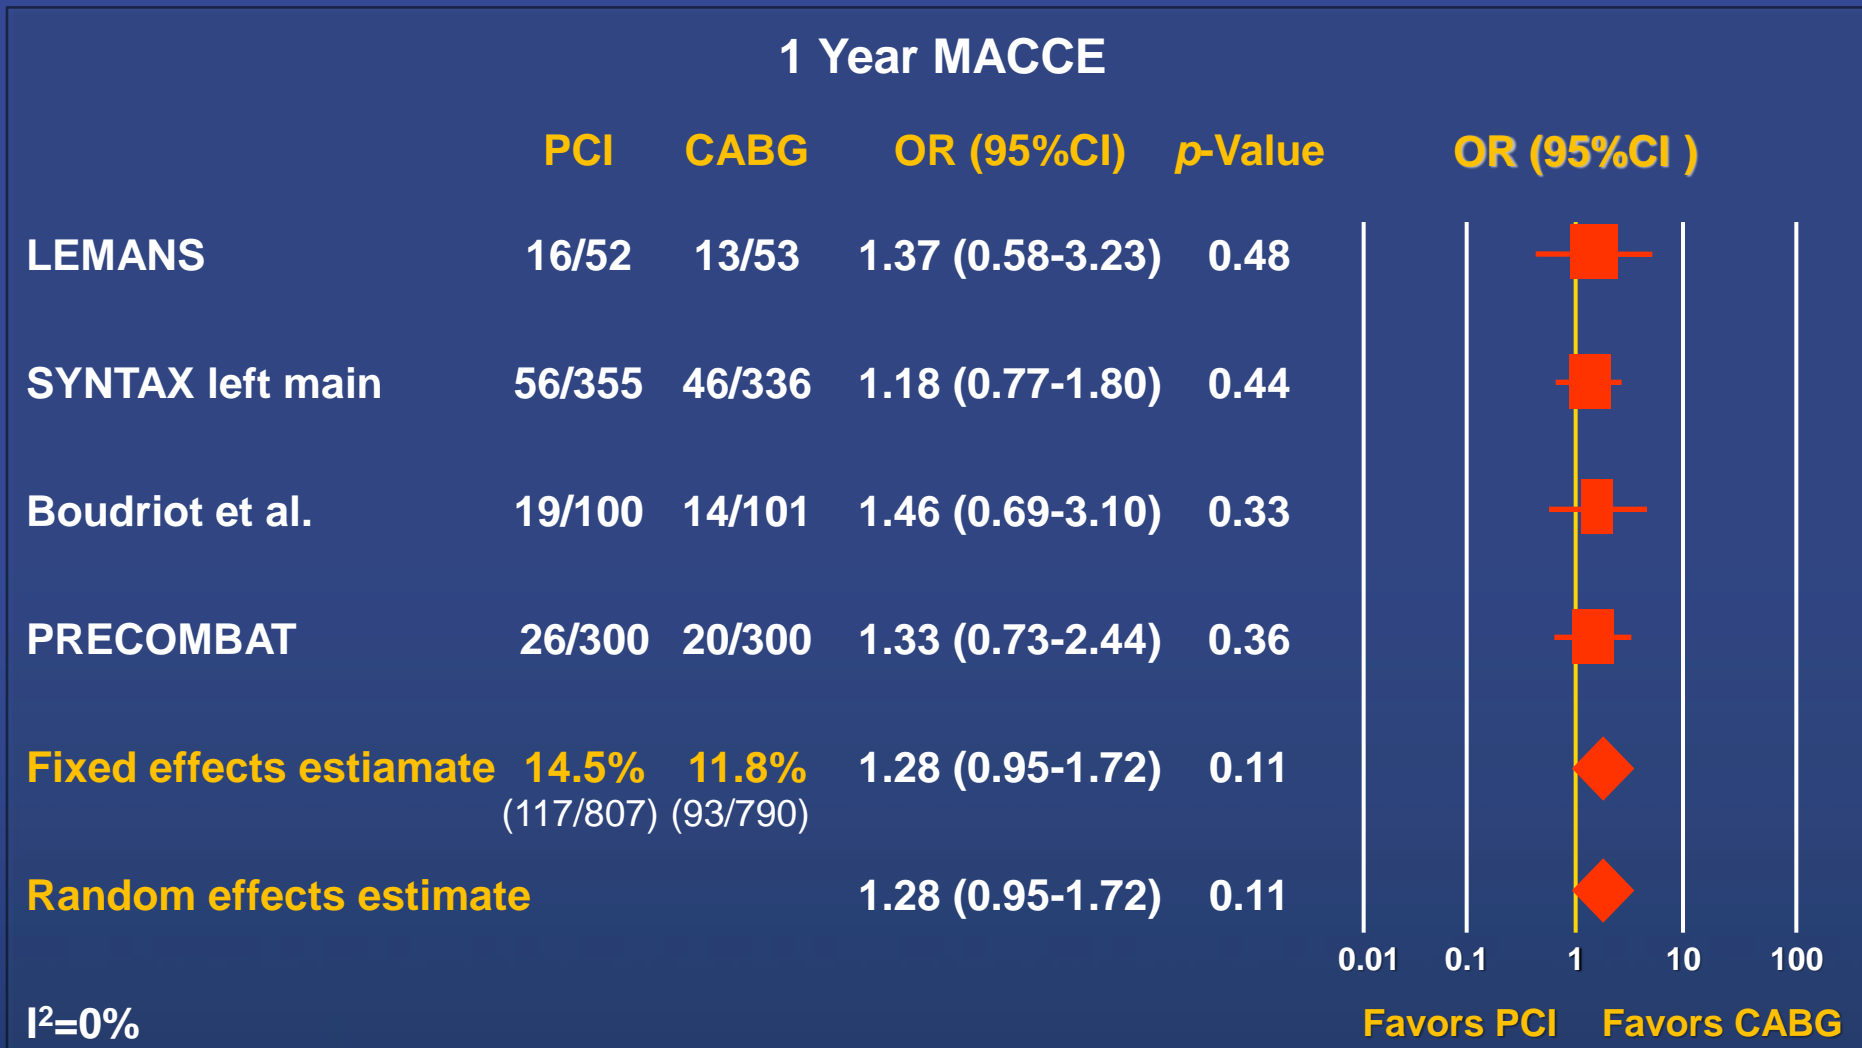 1 Year MACCE
PCI CABG OR (95%CI) p-Value OR (95%CI )
LEMANS 16/52 13/53 1.37 (0.58-3.23) 0.48
SYNTAX left main 56/355 46/336 1.18 (0.77-1.80) 0.44
Boudriot et al. 19/100 14/101 1.46 (0.69-3.10) 0.33
PRECOMBAT 26/300 20/300 1.33 (0.73-2.44) 0.36
Fixed effects estiamate 14.5% 11.8% 1.28 (0.95-1.72) 0.11
(117/807) (93/790)
Random effects estimate 1.28 (0.95-1.72) 0.11
0.01 0.1 1 10 100
I²=0% Favors PCI Favors CABG